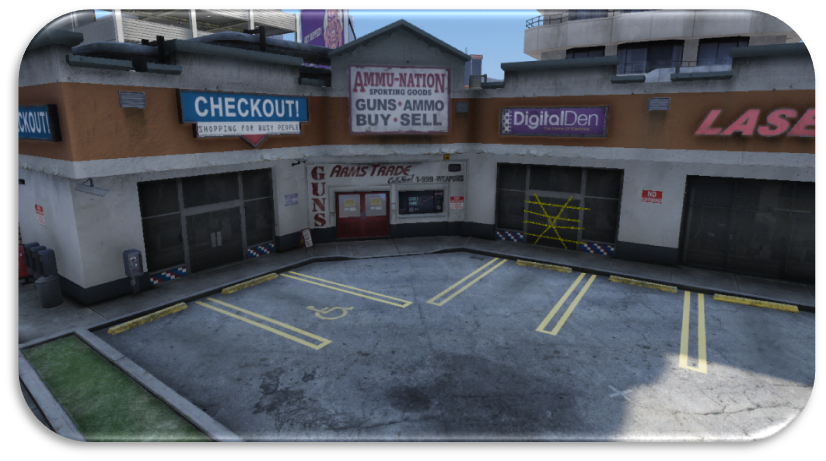 CKOUT!
CHECKOUT!
SHOPPING FOR BUSY PEOPLE
AMMU-NATION
SPORTING GOODS
GUNS • AMMO
BUY • SELL
DigitalDen
LASE
GUNS
ARMS TRADE
NO